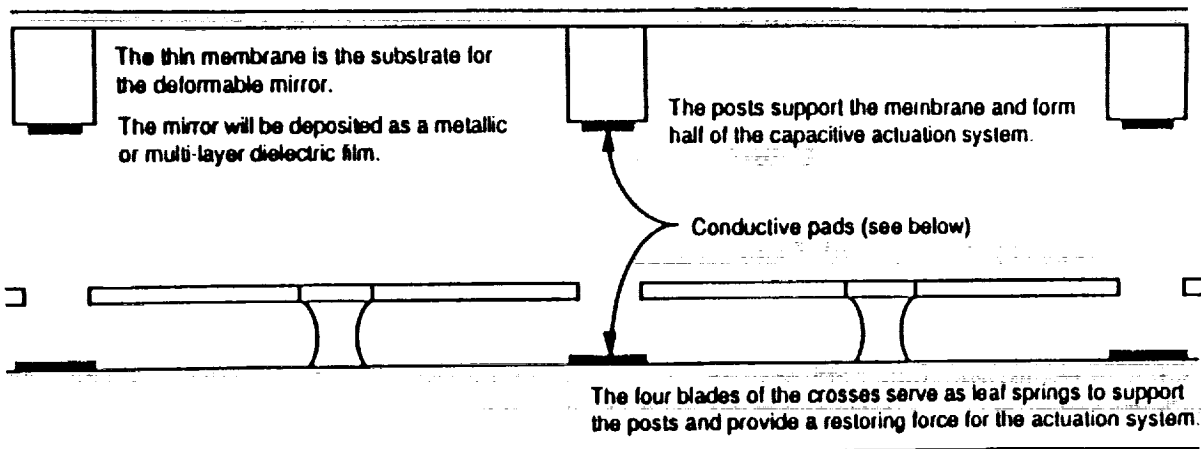 The thin membrane is the substrate for
the deformable mirror.
The mirror will be deposited as a metallic
or multi-layer dielectric film.
The posts support the membrane and form
half of the capacitive actuation system.
Conductive pads (see below)
The four blades of the crosses serve as leaf springs to support
the posts and provide a restoring force for the actuation system.